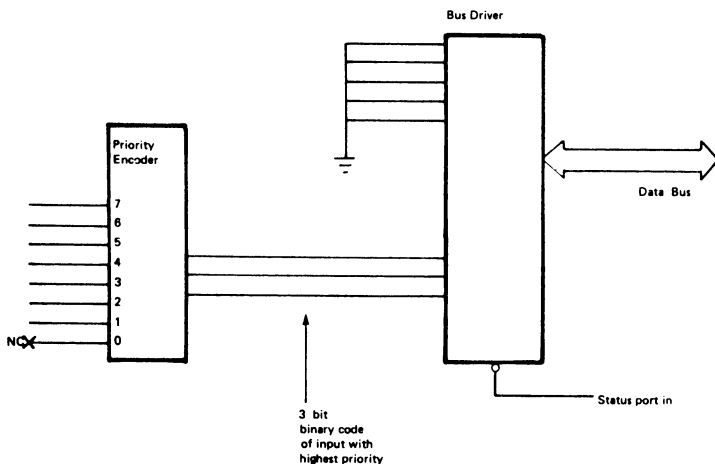 Bus Driver
Priority
Encoder
7
6
5
4
3
2
1
0
NC
Data Bus
Status port in
3 bit
binary code
of input with
highest priority